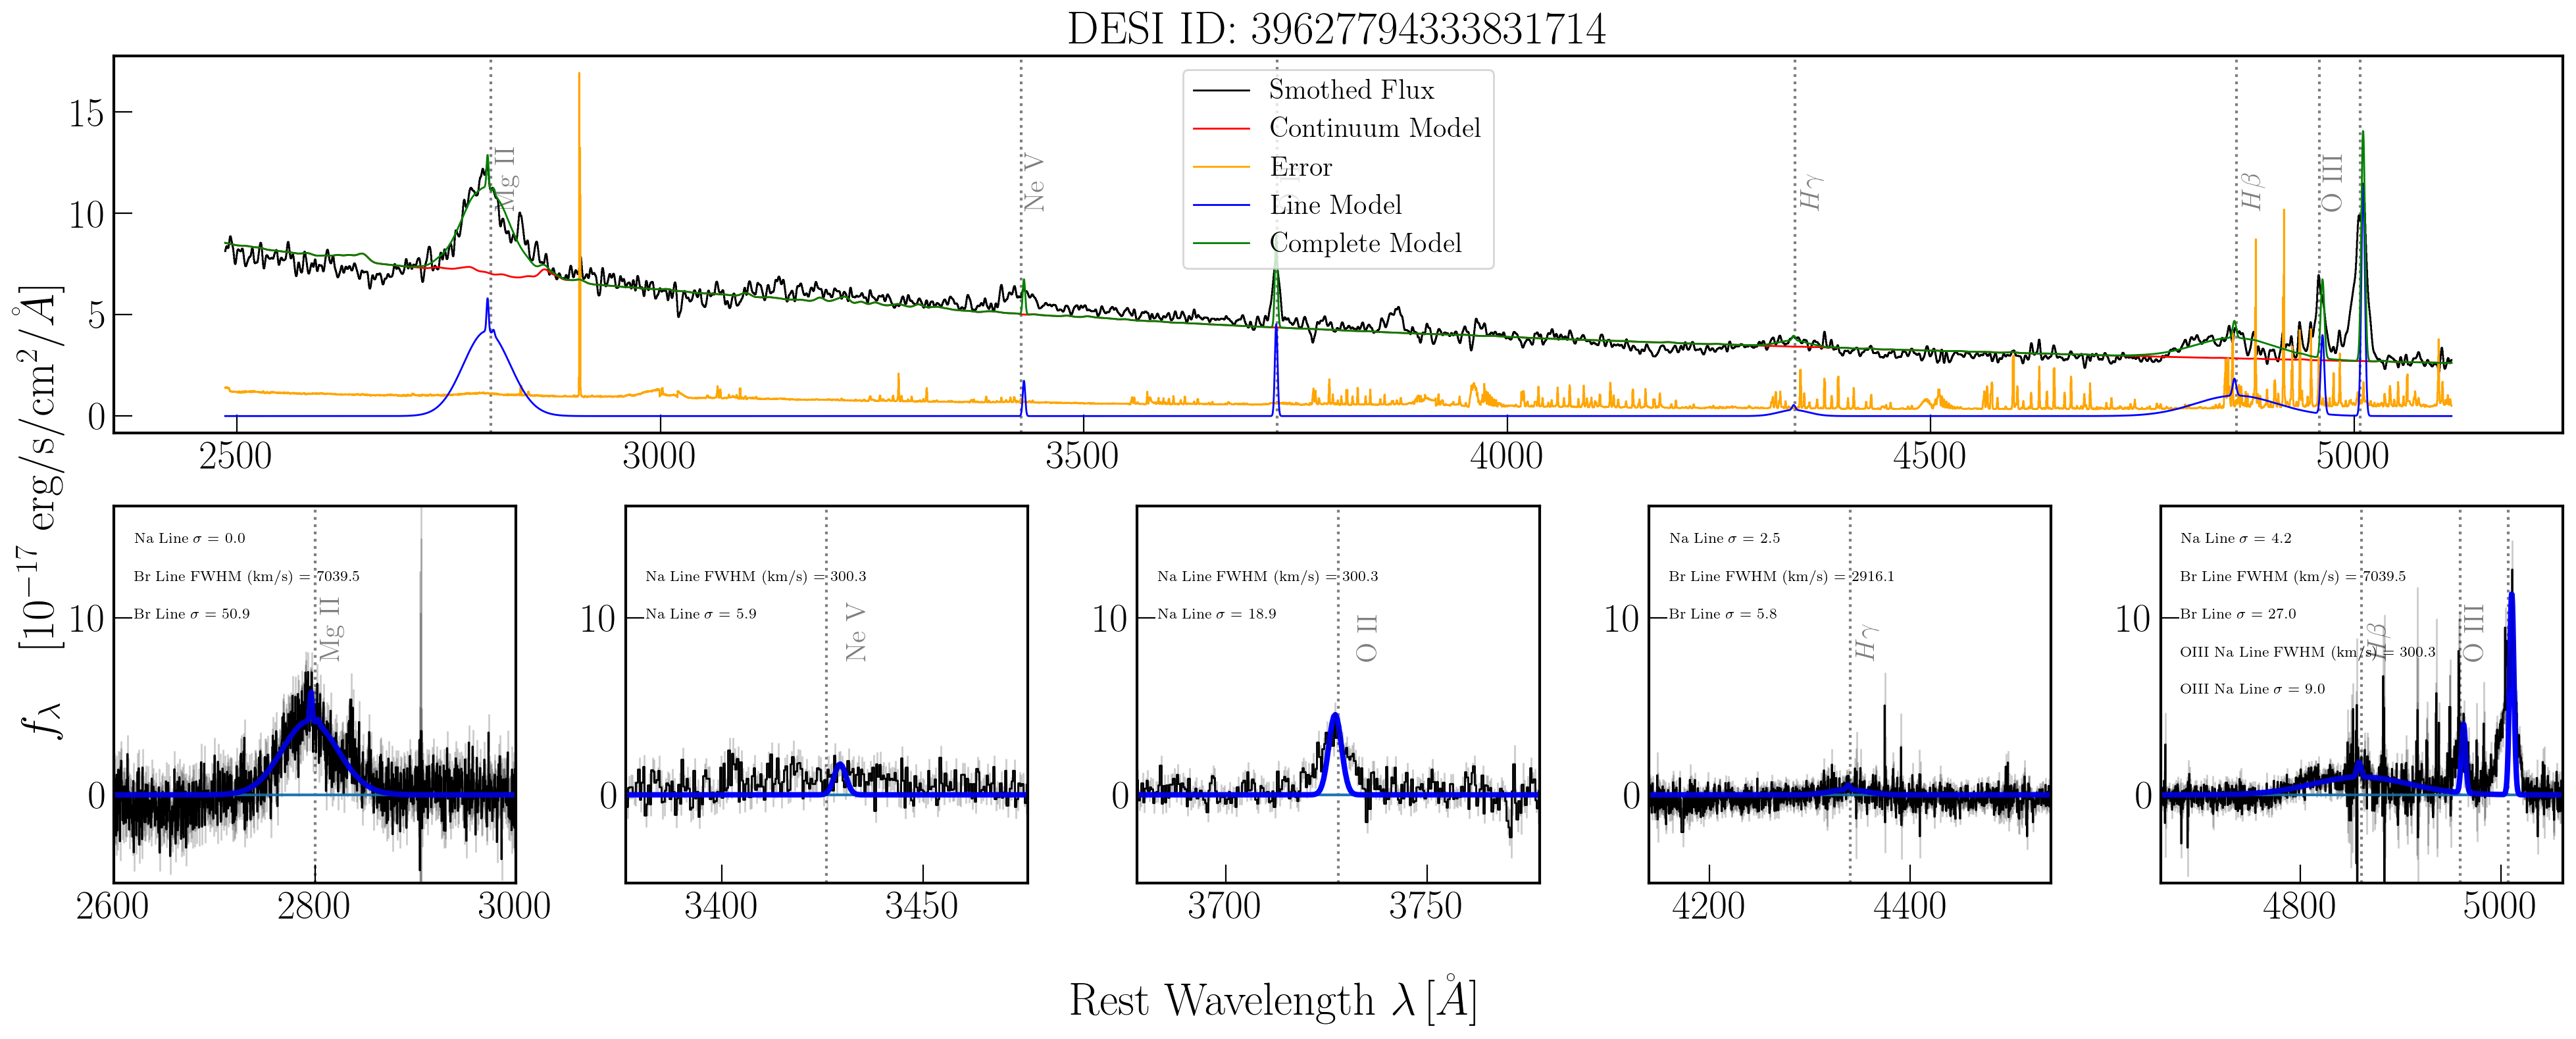 DESI ID: 39627794333831714
Smothed Flux
Continuum Model
Error
Line Model
Complete Model
Mg II
Ne V
Hγ
Hβ
O III
15
10
5
0
2500 3000 3500 4000 4500 5000
fλ [10−17 erg/s/cm2/Å]
Na Line σ = 0.0
Br Line FWHM (km/s) = 7039.5
Br Line σ = 50.9
Mg II
10
0
2600 2800 3000
Na Line FWHM (km/s) = 300.3
Na Line σ = 5.9
Ne V
10
0
3400 3450
Na Line FWHM (km/s) = 300.3
Na Line σ = 18.9
O II
10
0
3700 3750
Na Line σ = 2.5
Br Line FWHM (km/s) = 2916.1
Br Line σ = 5.8
Hγ
10
0
4200 4400
Na Line σ = 4.2
Br Line FWHM (km/s) = 7039.5
Br Line σ = 27.0
OIII Na Line FWHM (km/s) = 300.3
OIII Na Line σ = 9.0
Hβ
O III
10
0
4800 5000
Rest Wavelength λ [Å]